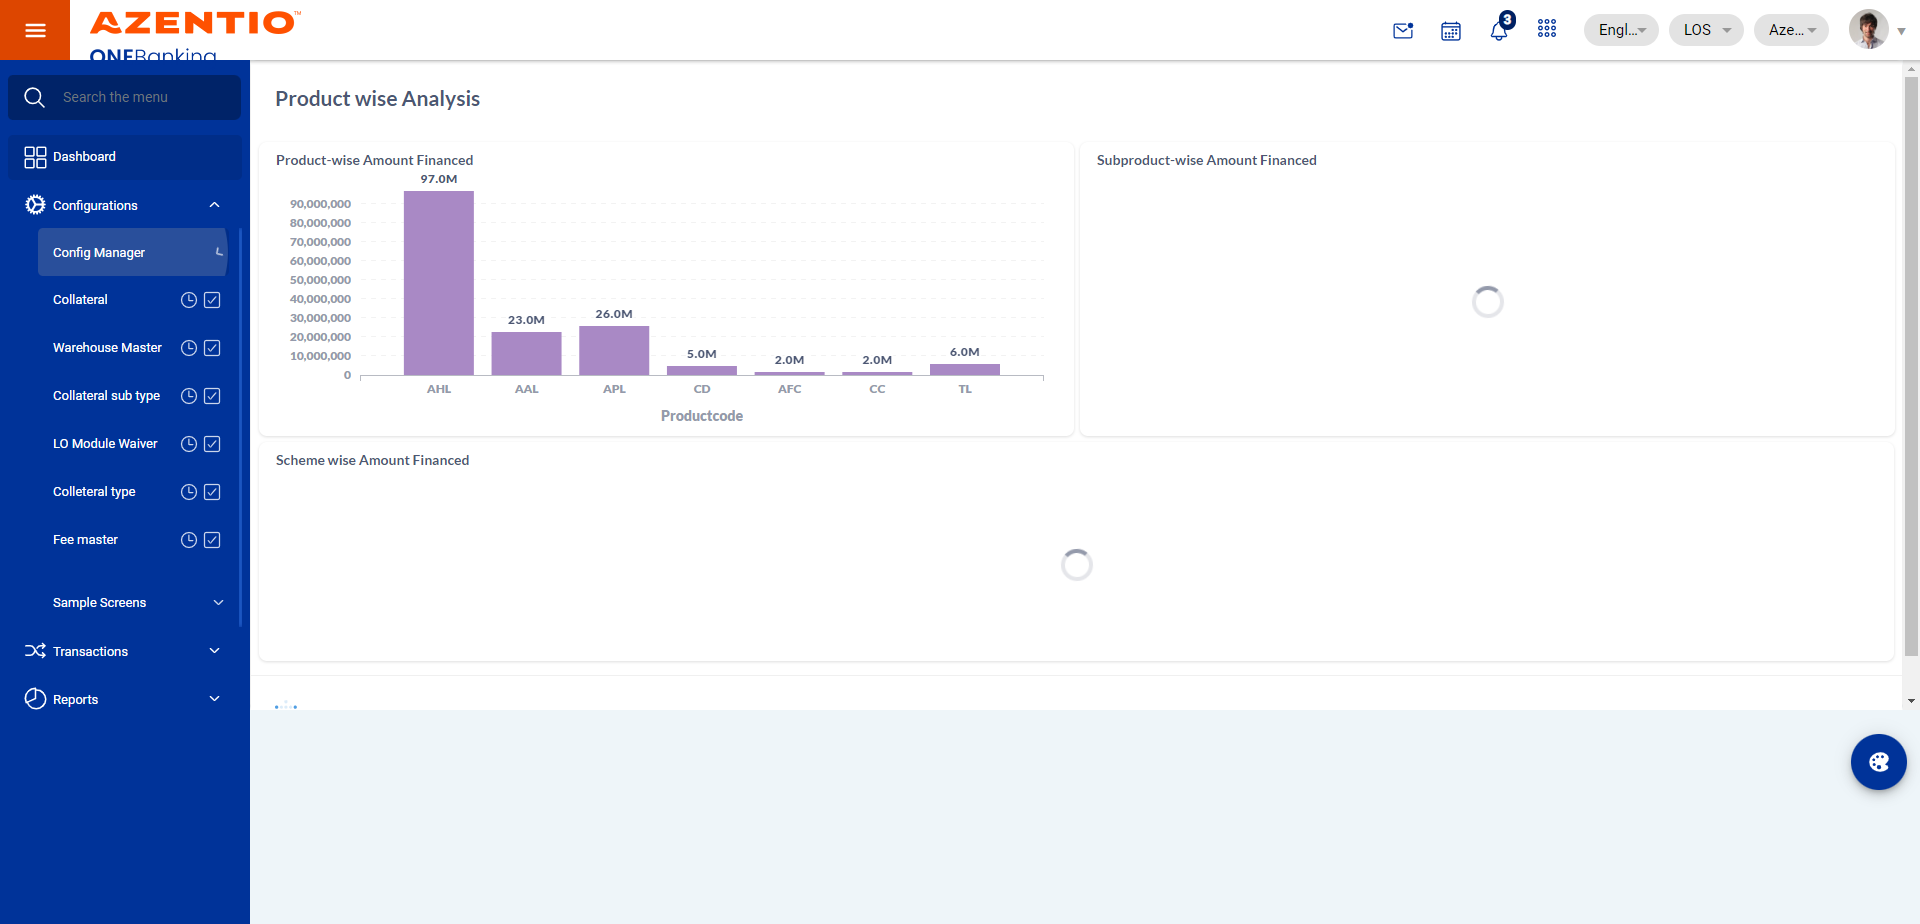 AZENTIO™
ONEBanking
3
Engl...
LOS
Aze...
Search the menu
Dashboard
Configurations
Config Manager
Collateral
Warehouse Master
Collateral sub type
LO Module Waiver
Colleteral type
Fee master
Sample Screens
Transactions
Reports
Product wise Analysis
Product-wise Amount Financed
97.0M
90,000,000
80,000,000
70,000,000
60,000,000
50,000,000
40,000,000
30,000,000
20,000,000
10,000,000
0
23.0M
26.0M
5.0M
2.0M
2.0M
6.0M
AHL
AAL
APL
CD
AFC
CC
TL
Productcode
Subproduct-wise Amount Financed
Scheme wise Amount Financed